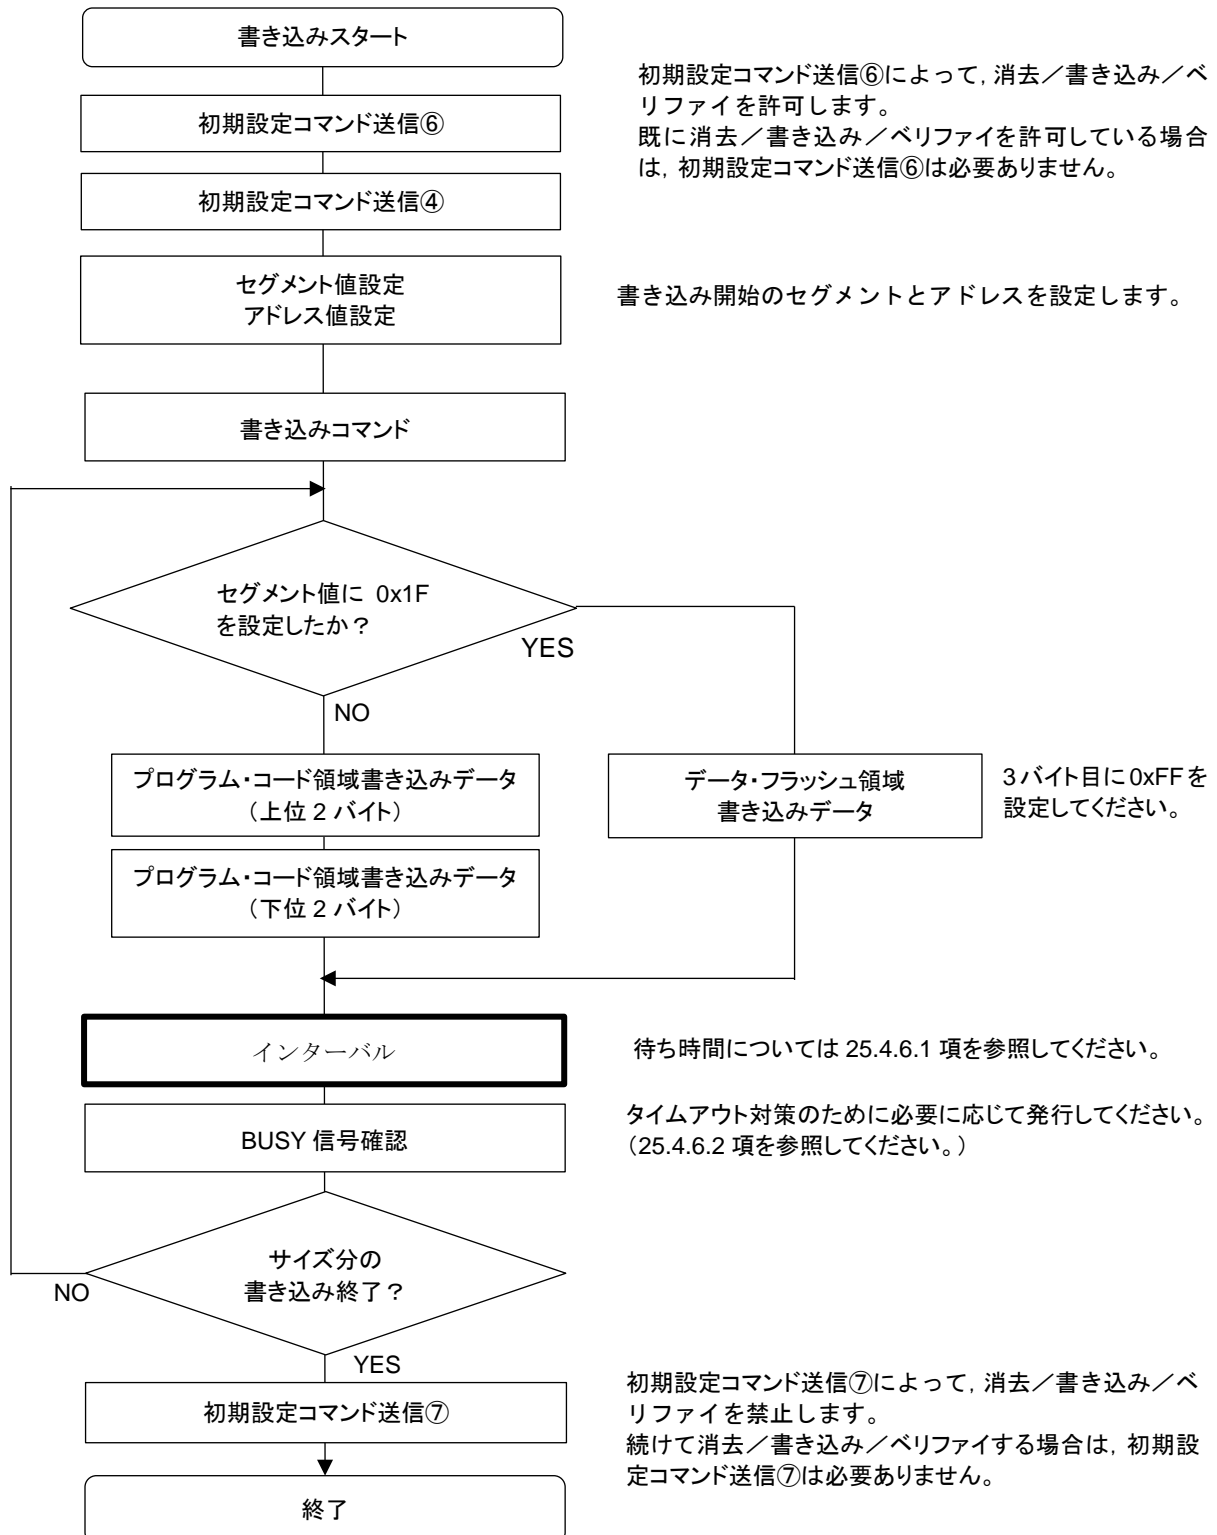 書き込みスタート
初期設定コマンド送信⑥によって，消去／書き込み／ベ
リファイを許可します。
既に消去／書き込み／ベリファイを許可している場合
は，初期設定コマンド送信⑥は必要ありません。
初期設定コマンド送信⑥
初期設定コマンド送信④
セグメント値設定
アドレス値設定
書き込み開始のセグメントとアドレスを設定します。
書き込みコマンド
セグメント値に 0x1F
を設定したか？
YES
NO
プログラム・コード領域書き込みデータ
（上位 2 バイト）
データ・フラッシュ領域
書き込みデータ
3 バイト目に 0xFF を
設定してください。
プログラム・コード領域書き込みデータ
（下位 2 バイト）
インターバル
待ち時間については 25.4.6.1 項を参照してください。
BUSY 信号確認
タイムアウト対策のために必要に応じて発行してください。
（25.4.6.2 項を参照してください。）
サイズ分の
書き込み終了？
NO
YES
初期設定コマンド送信⑦
初期設定コマンド送信⑦によって，消去／書き込み／ベ
リファイを禁止します。
続けて消去／書き込み／ベリファイする場合は，初期設
定コマンド送信⑦は必要ありません。
終了